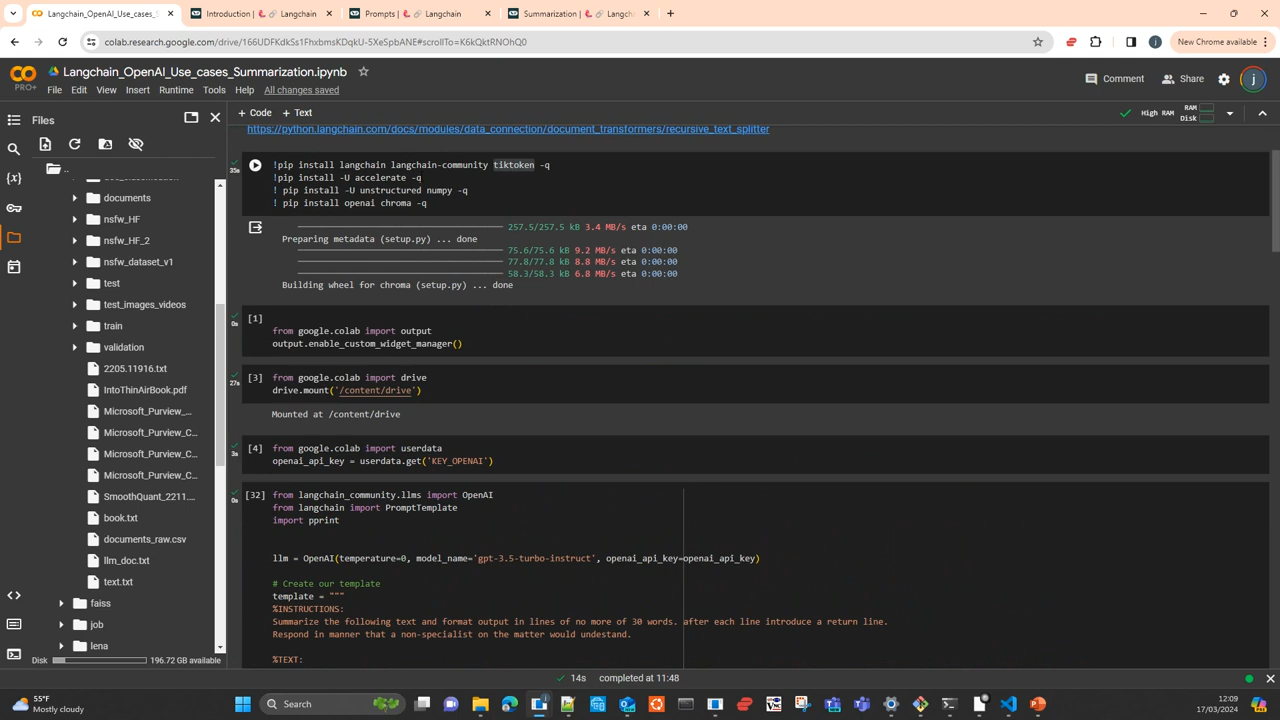 Langchain_OpenAI_Use_cases_S
Introduction | 🦜️🔗 Langchain
Prompts | 🦜️🔗 Langchain
Summarization | 🦜️🔗 Langch
colab.research.google.com/drive/166UDFKdkSs1FhxbmsKDqkU-5XeSpbANE#scrollTo=K6kQktRNOhQ0
New Chrome available
PRO+
Langchain_OpenAI_Use_cases_Summarization.ipynb
Comment
Share
j
File Edit View Insert Runtime Tools Help All changes saved
Files
+ Code + Text
High RAM
RAM
Disk
..
documents
nsfw_HF
nsfw_HF_2
nsfw_dataset_v1
test
test_images_videos
train
validation
2205.11916.txt
IntoThinAirBook.pdf
Microsoft_Purview_...
Microsoft_Purview_C...
Microsoft_Purview_C...
Microsoft_Purview_C...
SmoothQuant_2211....
book.txt
documents_raw.csv
llm_doc.txt
text.txt
faiss
job
lena
Disk 196.72 GB available
https://python.langchain.com/docs/modules/data_connection/document_transformers/recursive_text_splitter
33s
!pip install langchain langchain-community tiktoken -q
!pip install -U accelerate -q
! pip install -U unstructured numpy -q
! pip install openai chroma -q
257.5/257.5 kB 3.4 MB/s eta 0:00:00
Preparing metadata (setup.py) ... done
75.6/75.6 kB 9.2 MB/s eta 0:00:00
77.8/77.8 kB 8.8 MB/s eta 0:00:00
58.3/58.3 kB 6.8 MB/s eta 0:00:00
Building wheel for chroma (setup.py) ... done
[1]
0s
from google.colab import output
output.enable_custom_widget_manager()
[3] from google.colab import drive
27s
drive.mount('/content/drive')
Mounted at /content/drive
[4] from google.colab import userdata
3s
openai_api_key = userdata.get('KEY_OPENAI')
[32] from langchain_community.llms import OpenAI
0s
from langchain import PromptTemplate
import pprint
llm = OpenAI(temperature=0, model_name='gpt-3.5-turbo-instruct', openai_api_key=openai_api_key)
# Create our template
template = """
%INSTRUCTIONS:
Summarize the following text and format output in lines of no more of 30 words. after each line introduce a return line.
Respond in manner that a non-specialist on the matter would undestand.
%TEXT:
14s completed at 11:48
55°F
Mostly cloudy
Search
12:09
17/03/2024